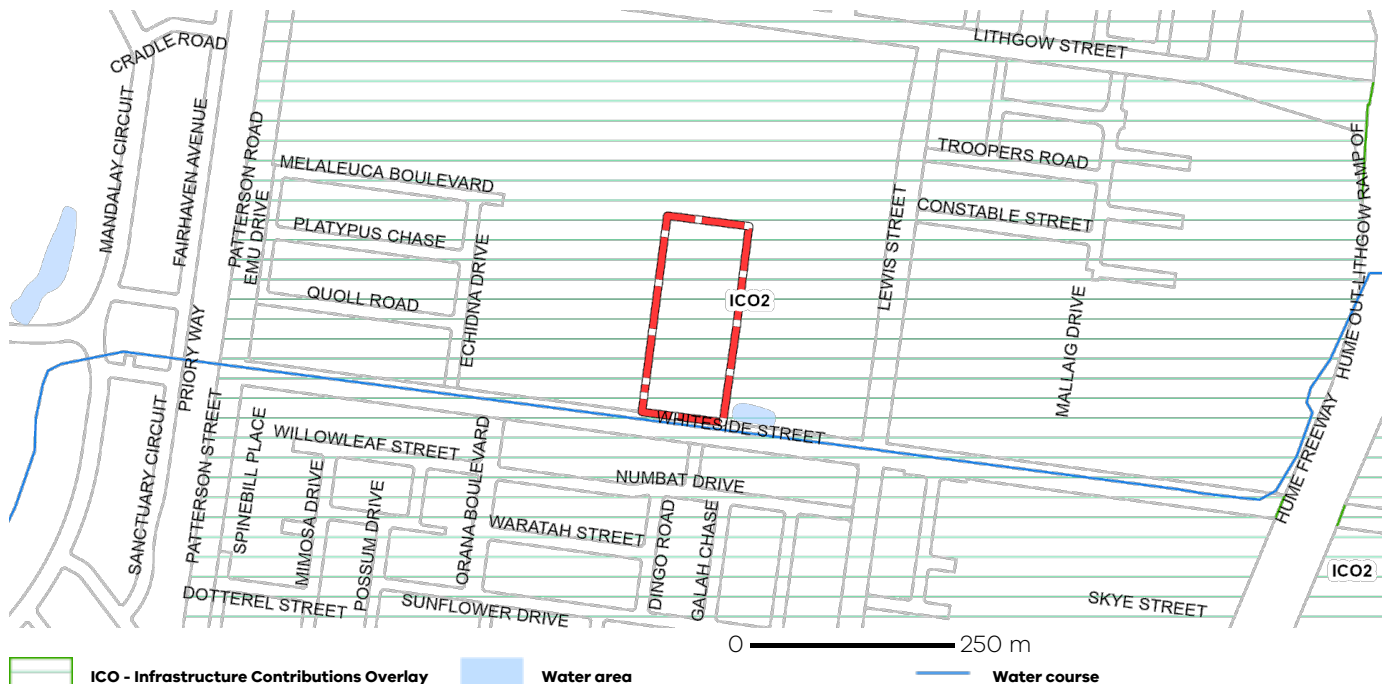 CRADLE ROAD
LITHGOW STREET
MANDALAY CIRCUIT
FAIRHAVEN AVENUE
PATTERSON ROAD
EMU DRIVE
MELALEUCA BOULEVARD
PLATYPUS CHASE
QUOLL ROAD
ECHIDNA DRIVE
ICO2
LEWIS STREET
TROOPERS ROAD
CONSTABLE STREET
MALLAIG DRIVE
HUME OUT-LITHGOW RAMP OF
HUME FREEWAY
PRIORY WAY
WHITESIDE STREET
SANCTUARY CIRCUIT
PATTERSON STREET
SPINEBILL PLACE
WILLOWLEAF STREET
MIMOSA DRIVE
POSSUM DRIVE
ORANA BOULEVARD
NUMBAT DRIVE
WARATAH STREET
DINGO ROAD
GALAH CHASE
DOTTEREL STREET
SUNFLOWER DRIVE
SKYE STREET
ICO2
0 250 m
ICO - Infrastructure Contributions Overlay
Water area
Water course